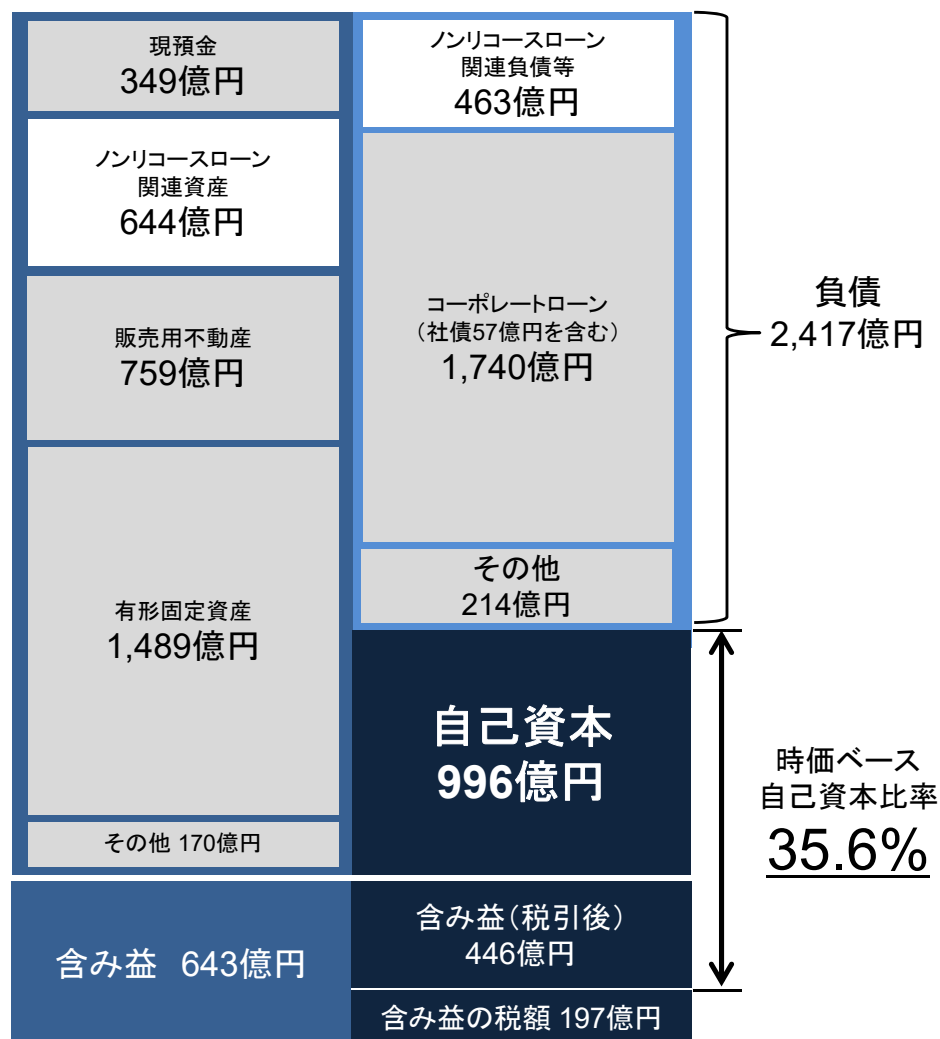 現預金
349億円
ノンリコースローン
関連資産
644億円
販売用不動産
759億円
有形固定資産
1,489億円
その他 170億円
含み益 643億円
ノンリコースローン
関連負債等
463億円
コーポレートローン
（社債57億円を含む）
1,740億円
その他
214億円
自己資本
996億円
含み益（税引後）
446億円
含み益の税額 197億円
負債
2,417億円
時価ベース
自己資本比率
35.6%